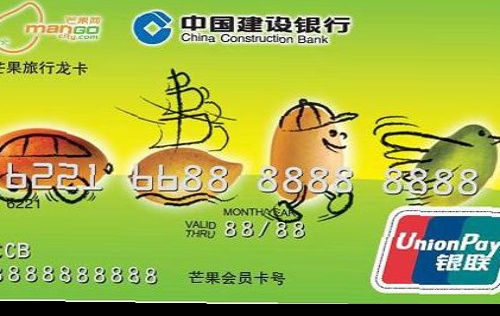 芒果网
mango
city.com
中国建设银行
China Construction Bank
芒果旅行龙卡
6221 6688 8888 8888
6221
MONTH/YEAR
VALID THRU 88/88
CCB
88888888888
芒果会员卡号
UnionPay
银联